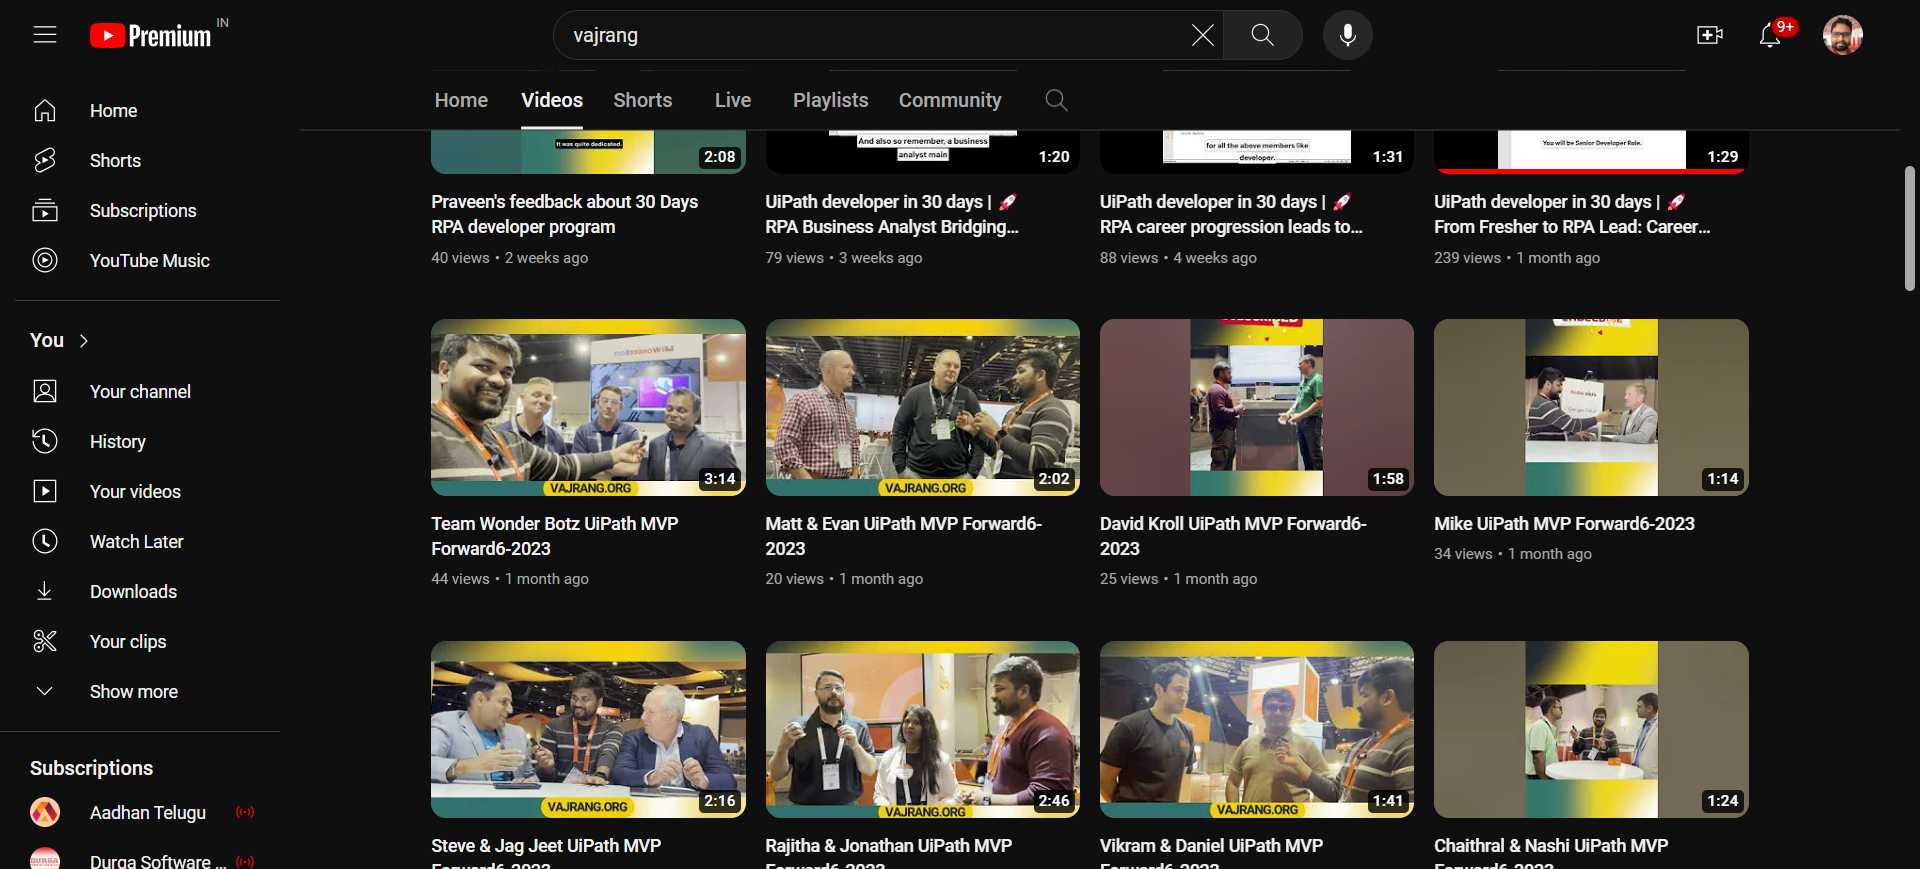 Premium IN
vajrang
9+
Home
Shorts
Subscriptions
YouTube Music
You
Your channel
History
Your videos
Watch Later
Downloads
Your clips
Show more
Subscriptions
Aadhan Telugu
Durga Software ...
Home Videos Shorts Live Playlists Community
It was quite dedicated.
2:08
Praveen's feedback about 30 Days
RPA developer program
40 views • 2 weeks ago
And also so remember, a business
analyst main
1:20
UiPath developer in 30 days | 🚀
RPA Business Analyst Bridging...
79 views • 3 weeks ago
for all the above members like
developer.
1:31
UiPath developer in 30 days | 🚀
RPA career progression leads to...
88 views • 4 weeks ago
You will be Senior Developer Role.
1:29
UiPath developer in 30 days | 🚀
From Fresher to RPA Lead: Career...
239 views • 1 month ago
VAJRANG.ORG
3:14
Team Wonder Botz UiPath MVP
Forward6-2023
44 views • 1 month ago
VAJRANG.ORG
2:02
Matt & Evan UiPath MVP Forward6-
2023
20 views • 1 month ago
1:58
David Kroll UiPath MVP Forward6-
2023
25 views • 1 month ago
1:14
Mike UiPath MVP Forward6-2023
34 views • 1 month ago
VAJRANG.ORG
2:16
Steve & Jag Jeet UiPath MVP
Forward6-2023
VAJRANG.ORG
2:46
Rajitha & Jonathan UiPath MVP
Forward6-2023
VAJRANG.ORG
1:41
Vikram & Daniel UiPath MVP
Forward6-2023
1:24
Chaithral & Nashi UiPath MVP
Forward6-2023